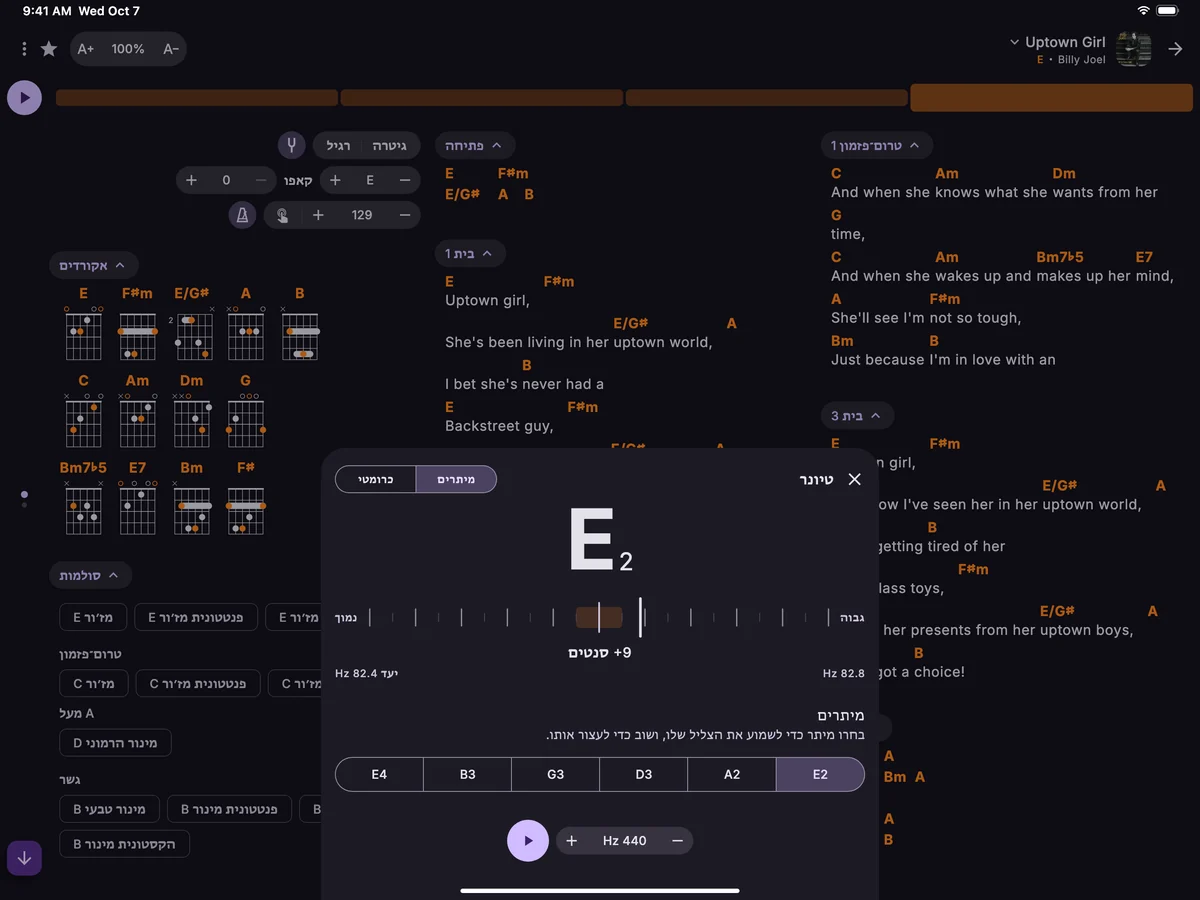 9:41 AM Wed Oct 7
A+ 100% A-
Uptown Girl
E • Billy Joel
גיטרה רגיל
קאפו
+ 0 −
+ E −
+ 129 −
אקורדים
E F#m E/G# A B
2
C Am Dm G
Bm7♭5 E7 Bm F#
סולמות
E מז׳ור
E פנטטונית מז׳ור
E מז׳ור
טרום־פזמון
C מז׳ור
C פנטטונית מז׳ור
C מז׳ור
מעל A
D מינור הרמוני
גשר
B מינור טבעי
B פנטטונית מינור
B
B הקסטונית מינור
פתיחה
E F#m
E/G# A B
בית 1
E F#m
Uptown girl,
E/G# A
She's been living in her uptown world,
B
I bet she's never had a
E F#m
Backstreet guy,
E/G# A
טרום־פזמון 1
C Am Dm
And when she knows what she wants from her
G
time,
C Am Bm7♭5 E7
And when she wakes up and makes up her mind,
A F#m
She'll see I'm not so tough,
Bm B
Just because I'm in love with an
בית 3
E F#m
n girl,
E/G# A
ow I've seen her in her uptown world,
B
getting tired of her
F#m
lass toys,
E/G# A
her presents from her uptown boys,
B
got a choice!
A
Bm A
A
B
טיונר
מיתרים
כרומטי
E2
נמוך
גבוה
+9 סנטים
יעד 82.4 Hz
82.8 Hz
מיתרים
בחרו מיתר כדי לשמוע את הצליל שלו, ושוב כדי לעצור אותו.
E4 B3 G3 D3 A2 E2
+ 440 Hz −